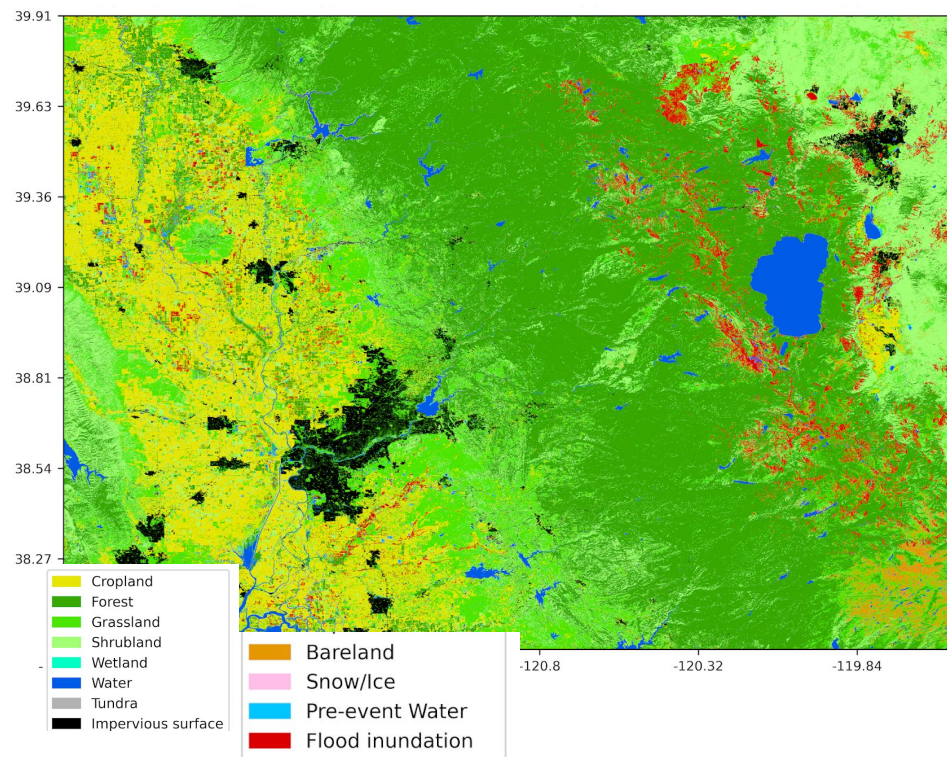 39.91
39.63
39.36
39.09
38.81
38.54
38.27
-
-120.8
-120.32
-119.84
Cropland
Forest
Grassland
Shrubland
Wetland
Water
Tundra
Impervious surface
Bareland
Snow/Ice
Pre-event Water
Flood inundation